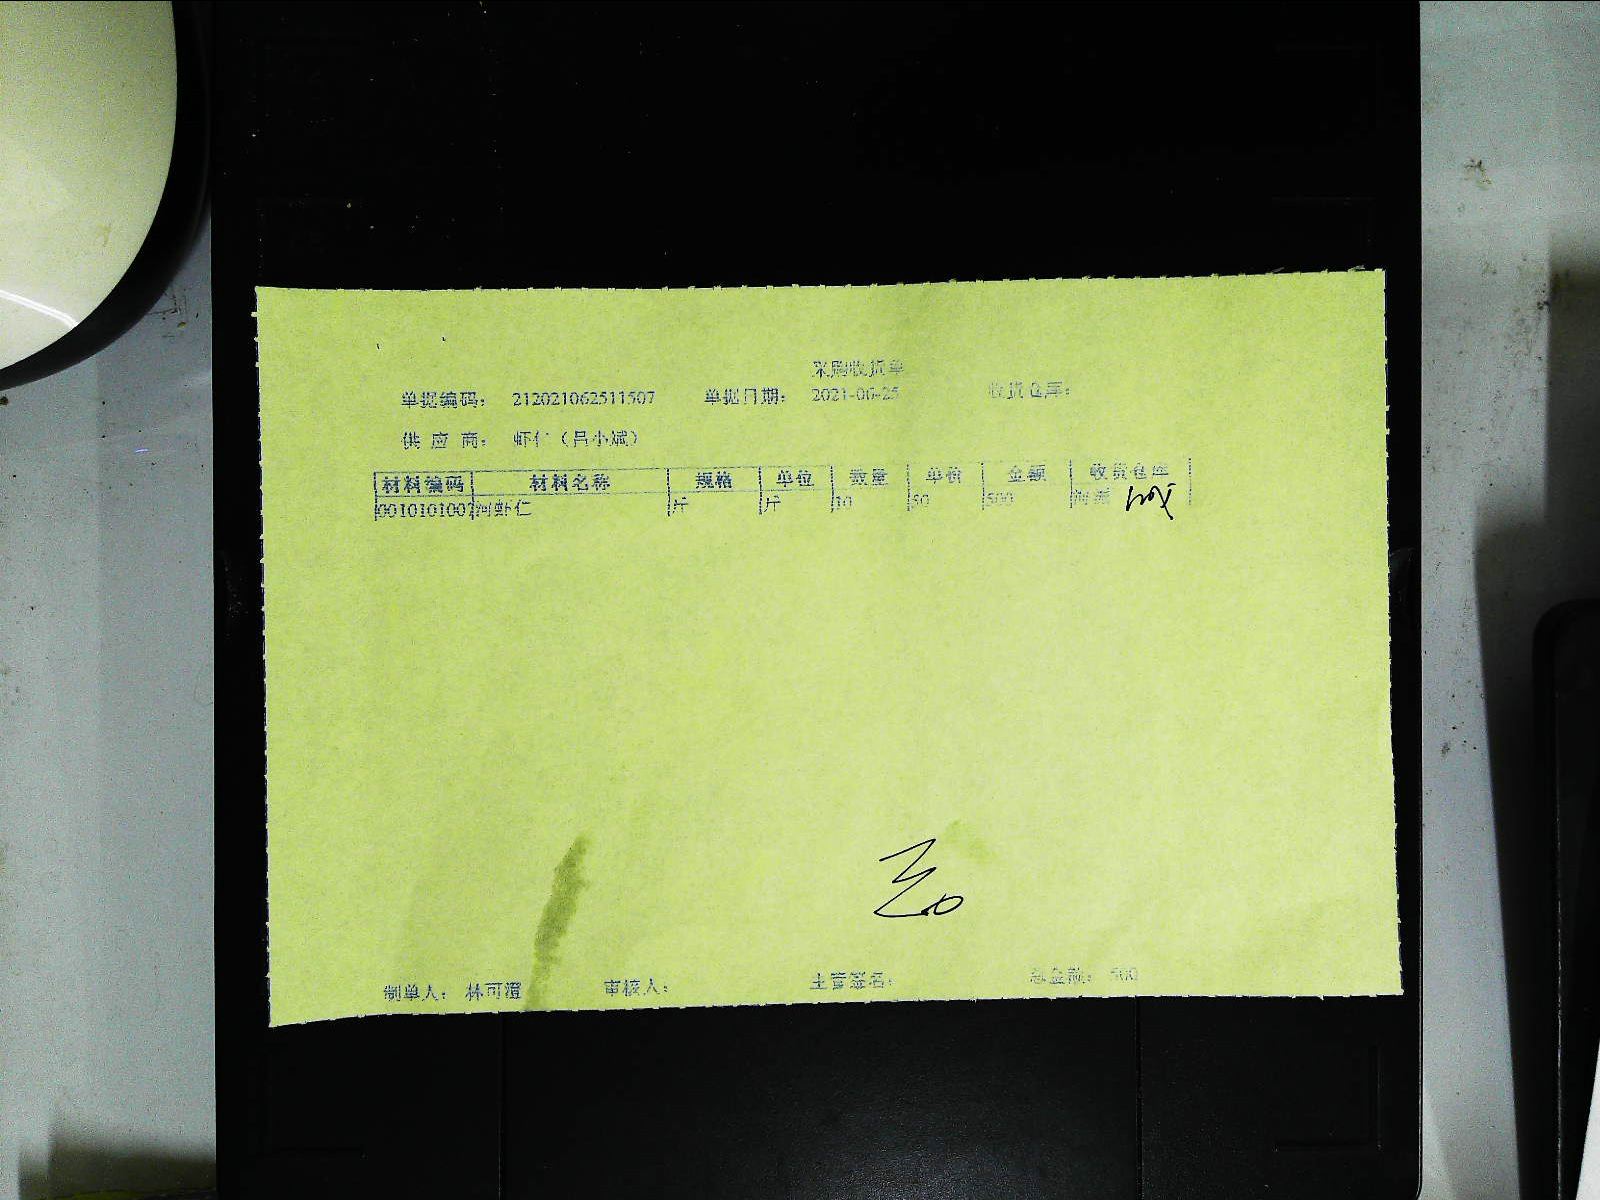 采购收货单
单据编码: 212021062511507 单据日期: 2021-06-25 收货仓库:
供应商: 虾仁(吕小斌)
材料编码 材料名称 规格 单位 数量 单价 金额 收货仓库
0010101007 河虾仁 斤 斤 10 50 500
制单人: 林可澄 审核人: 主管签名: 总金额: 500